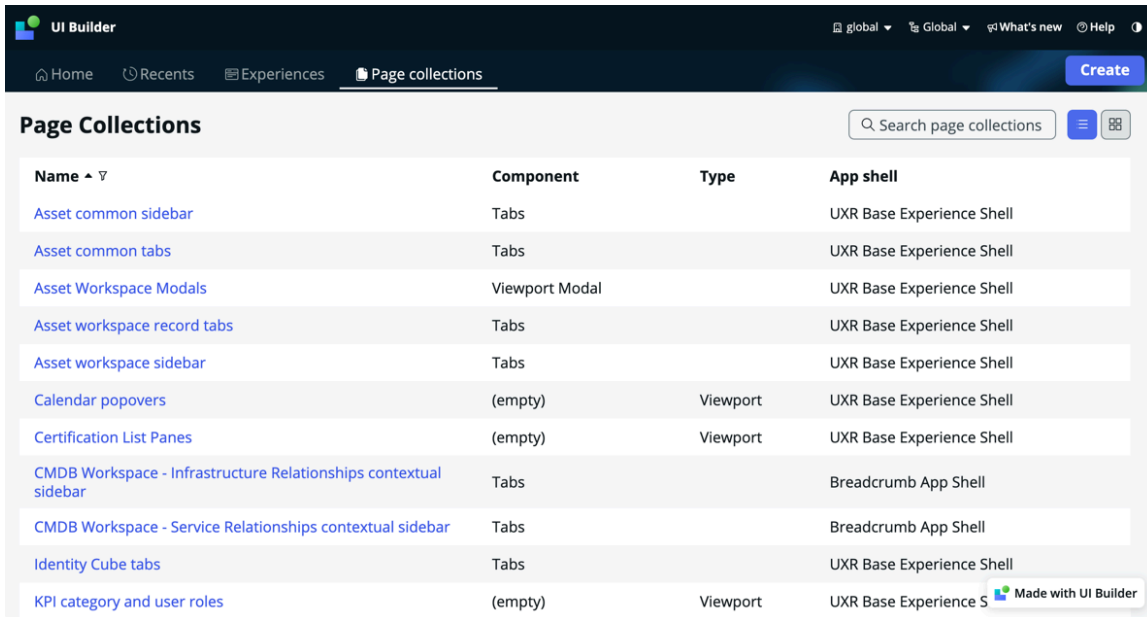 UI Builder
global Global What's new Help
Home Recents Experiences Page collections Create
Page Collections Search page collections
Name Component Type App shell
Asset common sidebar Tabs UXR Base Experience Shell
Asset common tabs Tabs UXR Base Experience Shell
Asset Workspace Modals Viewport Modal UXR Base Experience Shell
Asset workspace record tabs Tabs UXR Base Experience Shell
Asset workspace sidebar Tabs UXR Base Experience Shell
Calendar popovers (empty) Viewport UXR Base Experience Shell
Certification List Panes (empty) Viewport UXR Base Experience Shell
CMDB Workspace - Infrastructure Relationships contextual
sidebar Tabs Breadcrumb App Shell
CMDB Workspace - Service Relationships contextual sidebar Tabs Breadcrumb App Shell
Identity Cube tabs Tabs UXR Base Experience Shell
KPI category and user roles (empty) Viewport UXR Base Experience S
Made with UI Builder